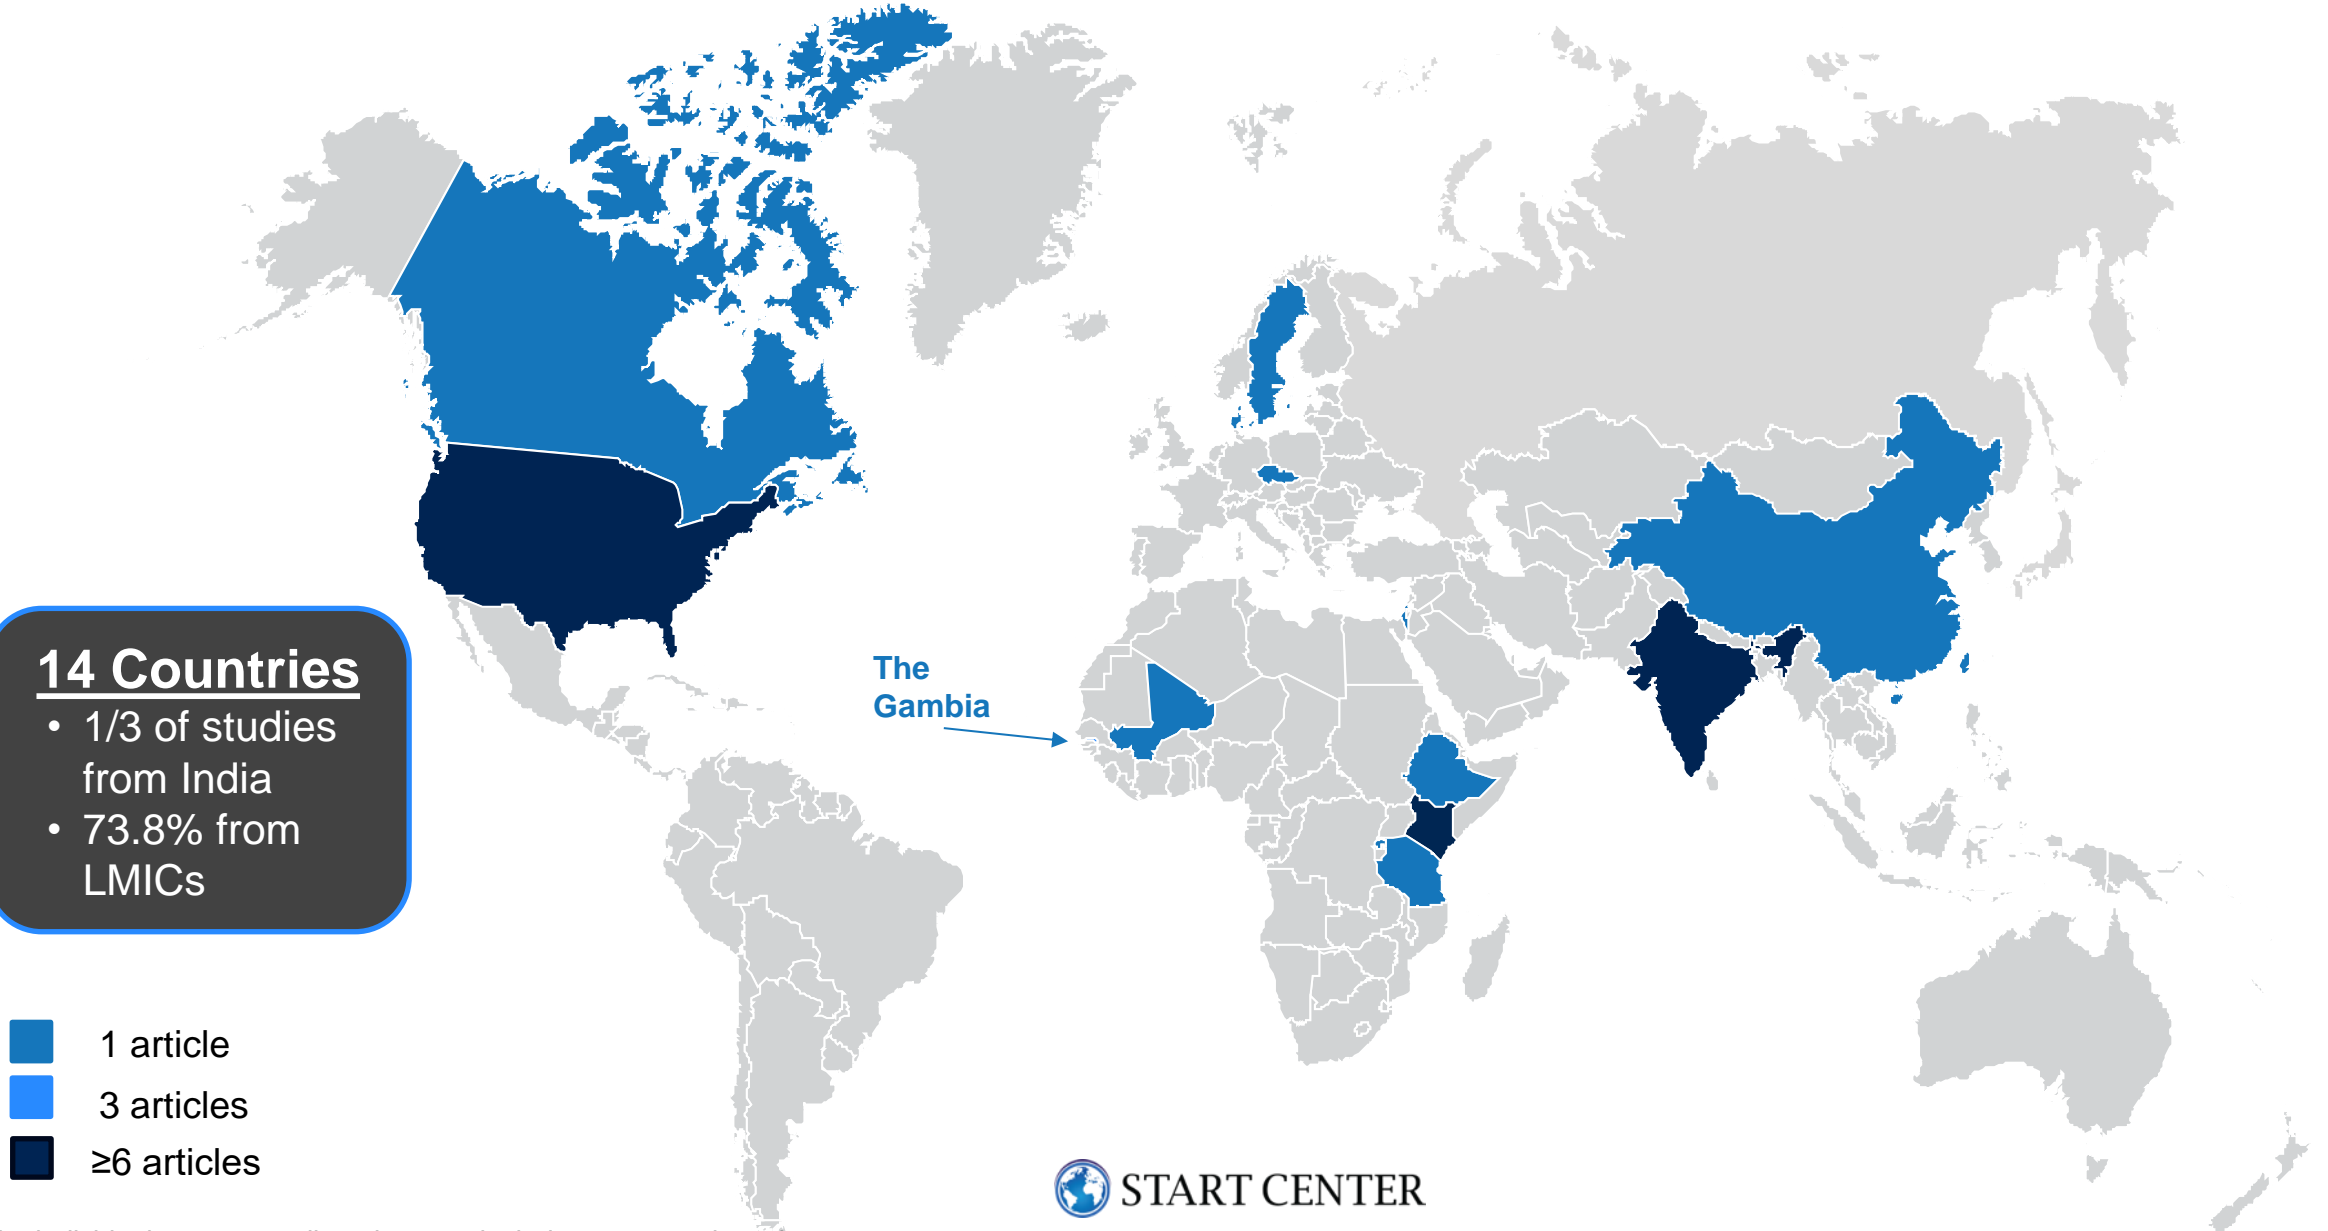 The
Gambia
14 Countries
• 1/3 of studies
from India
• 73.8% from
LMICs
1 article
3 articles
≥6 articles
START CENTER